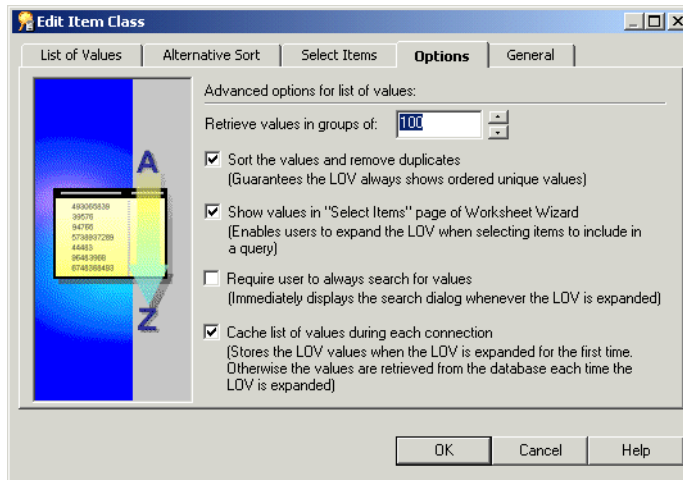 Edit Item Class
List of Values
Alternative Sort
Select Items
Options
General
Advanced options for list of values:
Retrieve values in groups of:
100
Sort the values and remove duplicates
(Guarantees the LOV always shows ordered unique values)
Show values in "Select Items" page of Worksheet Wizard
(Enables users to expand the LOV when selecting items to include in
a query)
Require user to always search for values
(Immediately displays the search dialog whenever the LOV is expanded)
Cache list of values during each connection
(Stores the LOV values when the LOV is expanded for the first time.
Otherwise the values are retrieved from the database each time the
LOV is expanded)
A
39576
94766
44483
Z
OK
Cancel
Help